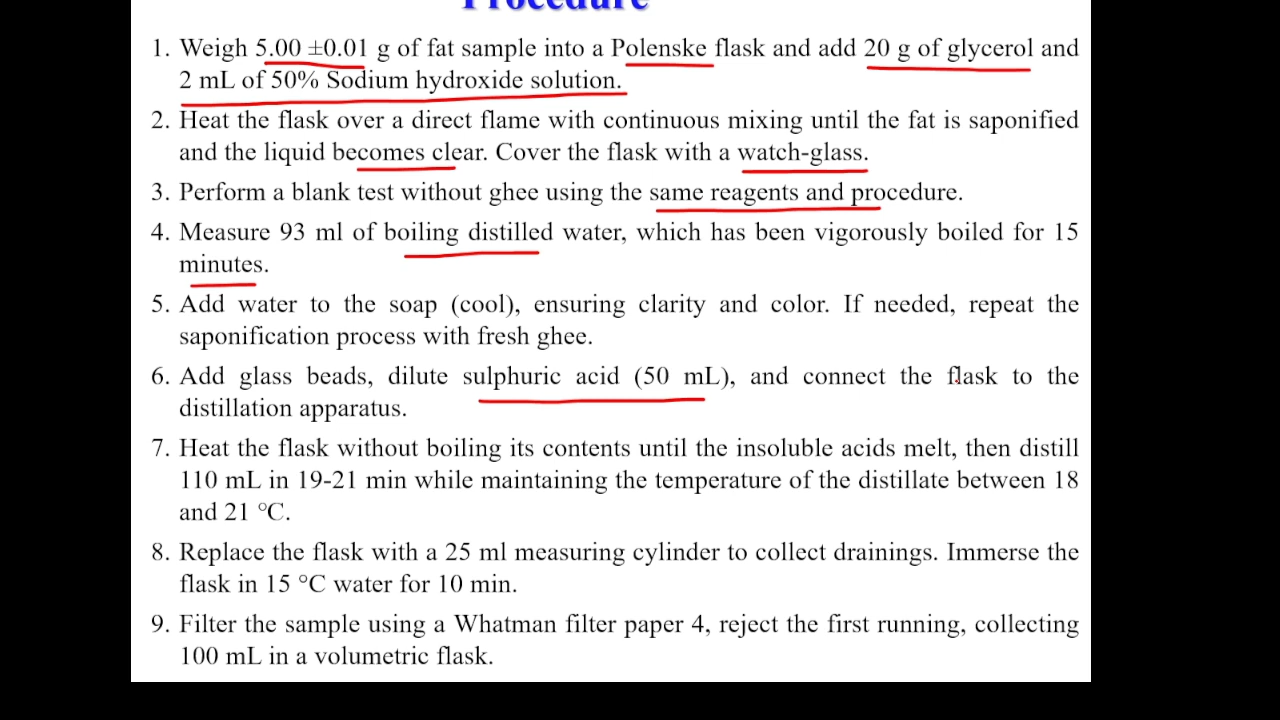 Procedure
1. Weigh 5.00 ±0.01 g of fat sample into a Polenske flask and add 20 g of glycerol and
2 mL of 50% Sodium hydroxide solution.
2. Heat the flask over a direct flame with continuous mixing until the fat is saponified
and the liquid becomes clear. Cover the flask with a watch-glass.
3. Perform a blank test without ghee using the same reagents and procedure.
4. Measure 93 ml of boiling distilled water, which has been vigorously boiled for 15
minutes.
5. Add water to the soap (cool), ensuring clarity and color. If needed, repeat the
saponification process with fresh ghee.
6. Add glass beads, dilute sulphuric acid (50 mL), and connect the flask to the
distillation apparatus.
7. Heat the flask without boiling its contents until the insoluble acids melt, then distill
110 mL in 19-21 min while maintaining the temperature of the distillate between 18
and 21 °C.
8. Replace the flask with a 25 ml measuring cylinder to collect drainings. Immerse the
flask in 15 °C water for 10 min.
9. Filter the sample using a Whatman filter paper 4, reject the first running, collecting
100 mL in a volumetric flask.